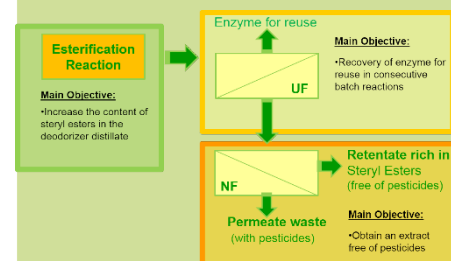 Esterification
Reaction
Main Objective:
•Increase the content of
steryl esters in the
deodorizer distillate
Enzyme for reuse
UF
Main Objective:
•Recovery of enzyme for
reuse in consecutive
batch reactions
NF
Retentate rich in
Steryl Esters
(free of pesticides)
Permeate waste
(with pesticides)
Main Objective:
•Obtain an extract
free of pesticides